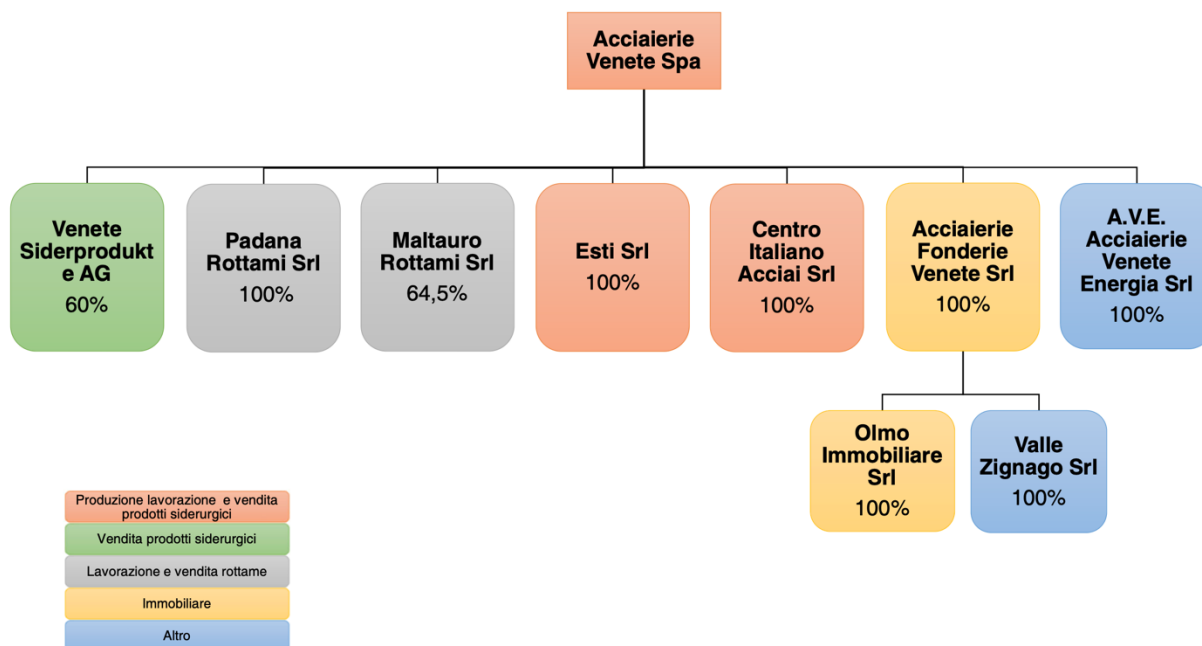 Acciaierie
Venete Spa
Venete
Siderprodukt
e AG
60%
Padana
Rottami Srl
100%
Maltauro
Rottami Srl
64,5%
Esti Srl
100%
Centro
Italiano
Acciai Srl
100%
Acciaierie
Fonderie
Venete Srl
100%
A.V.E.
Acciaierie
Venete
Energia Srl
100%
Olmo
Immobiliare
Srl
100%
Valle
Zignago Srl
100%
Produzione lavorazione e vendita
prodotti siderurgici
Vendita prodotti siderurgici
Lavorazione e vendita rottame
Immobiliare
Altro